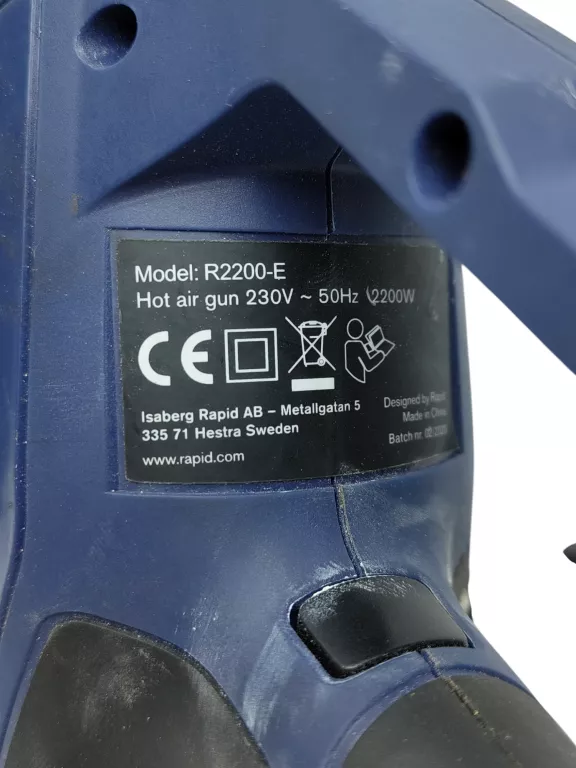 Model: R2200-E
Hot air gun 230V ~ 50Hz 2200W
CE
Isaberg Rapid AB – Metallgatan 5
335 71 Hestra Sweden
www.rapid.com
Designed by Rapid
Made in China
Batch nr.